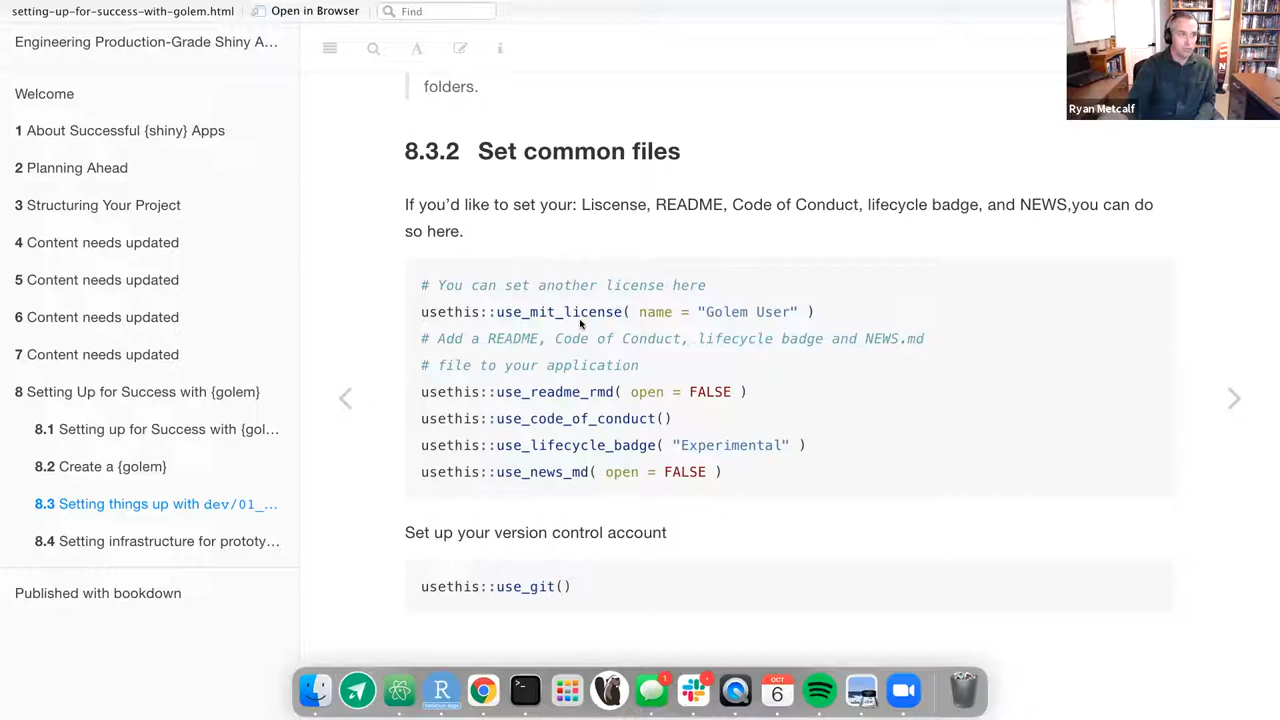 setting-up-for-success-with-golem.html
Open in Browser
Find
Engineering Production-Grade Shiny A...
Welcome
1 About Successful {shiny} Apps
2 Planning Ahead
3 Structuring Your Project
4 Content needs updated
5 Content needs updated
6 Content needs updated
7 Content needs updated
8 Setting Up for Success with {golem}
8.1 Setting up for Success with {gol...
8.2 Create a {golem}
8.3 Setting things up with dev/01_...
8.4 Setting infrastructure for prototy...
Published with bookdown
A
i
folders.
8.3.2 Set common files
If you’d like to set your: Liscense, README, Code of Conduct, lifecycle badge, and NEWS,you can do
so here.
# You can set another license here
usethis::use_mit_license( name = "Golem User" )
# Add a README, Code of Conduct, lifecycle badge and NEWS.md
# file to your application
usethis::use_readme_rmd( open = FALSE )
usethis::use_code_of_conduct()
usethis::use_lifecycle_badge( "Experimental" )
usethis::use_news_md( open = FALSE )
Set up your version control account
usethis::use_git()
Ryan Metcalf
R
1
OCT
6